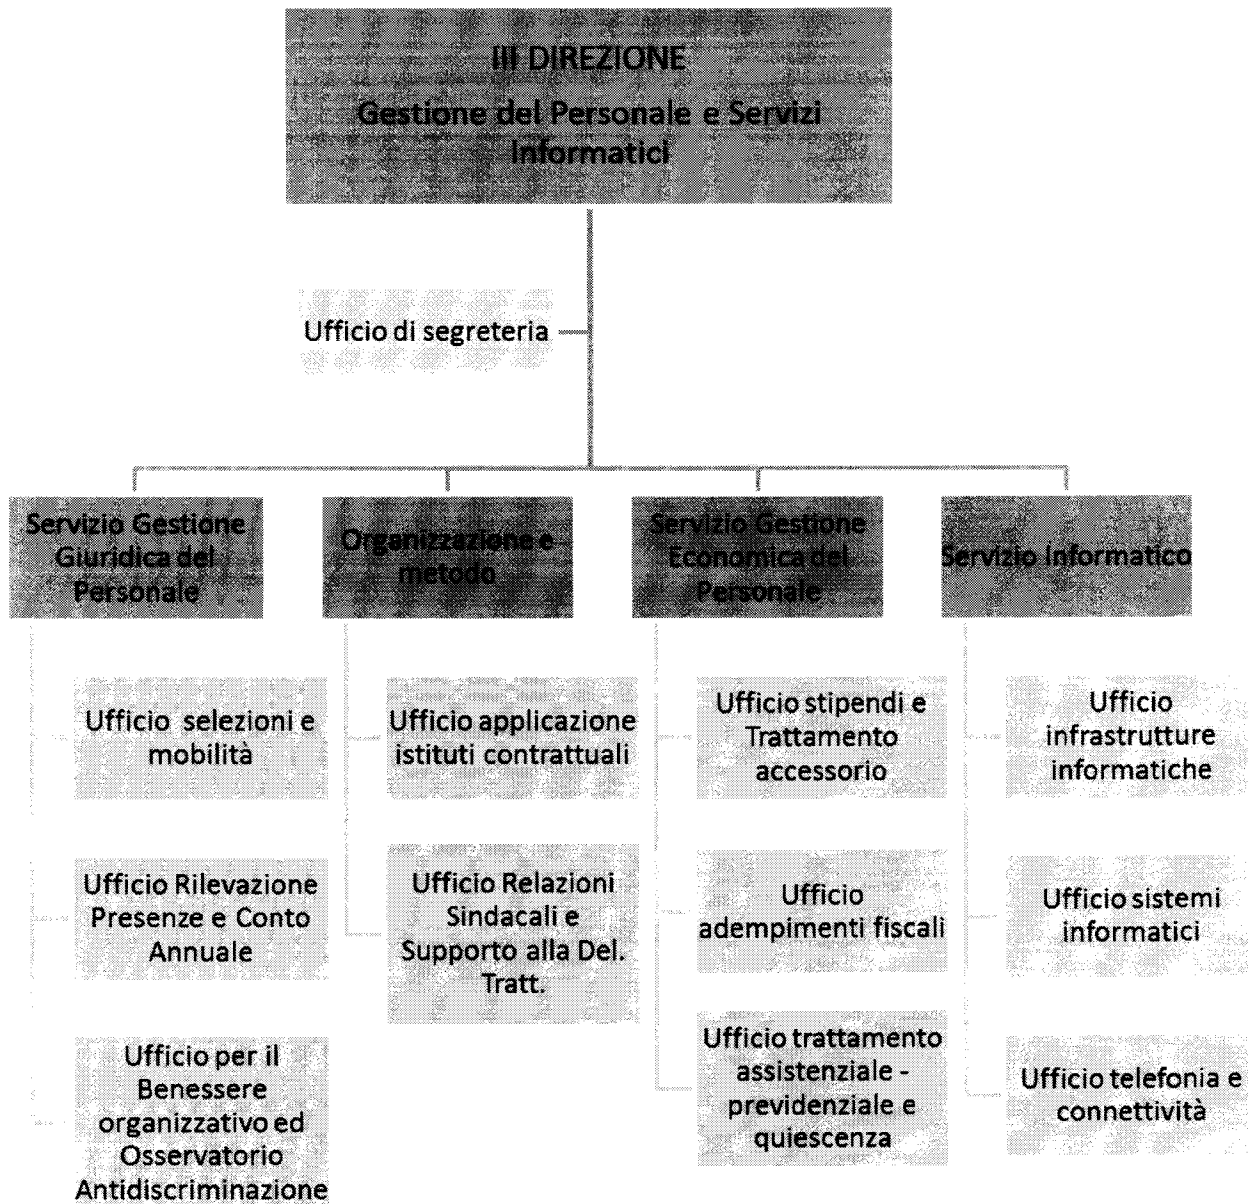 III DIREZIONE
Gestione del Personale e Servizi
Informatici
Ufficio di segreteria
Servizio Gestione
Giuridica del
Personale
Organizzazione e
metodo
Servizio Gestione
Economica del
Personale
Servizio Informatico
Ufficio selezioni e
mobilità
Ufficio Rilevazione
Presenze e Conto
Annuale
Ufficio per il
Benessere
organizzativo ed
Osservatorio
Antidiscriminazione
Ufficio applicazione
istituti contrattuali
Ufficio Relazioni
Sindacali e
Supporto alla Del.
Tratt.
Ufficio stipendi e
Trattamento
accessorio
Ufficio
adempimenti fiscali
Ufficio trattamento
assistenziale -
previdenziale e
quiescenza
Ufficio
infrastrutture
informatiche
Ufficio sistemi
informatici
Ufficio telefonia e
connettività